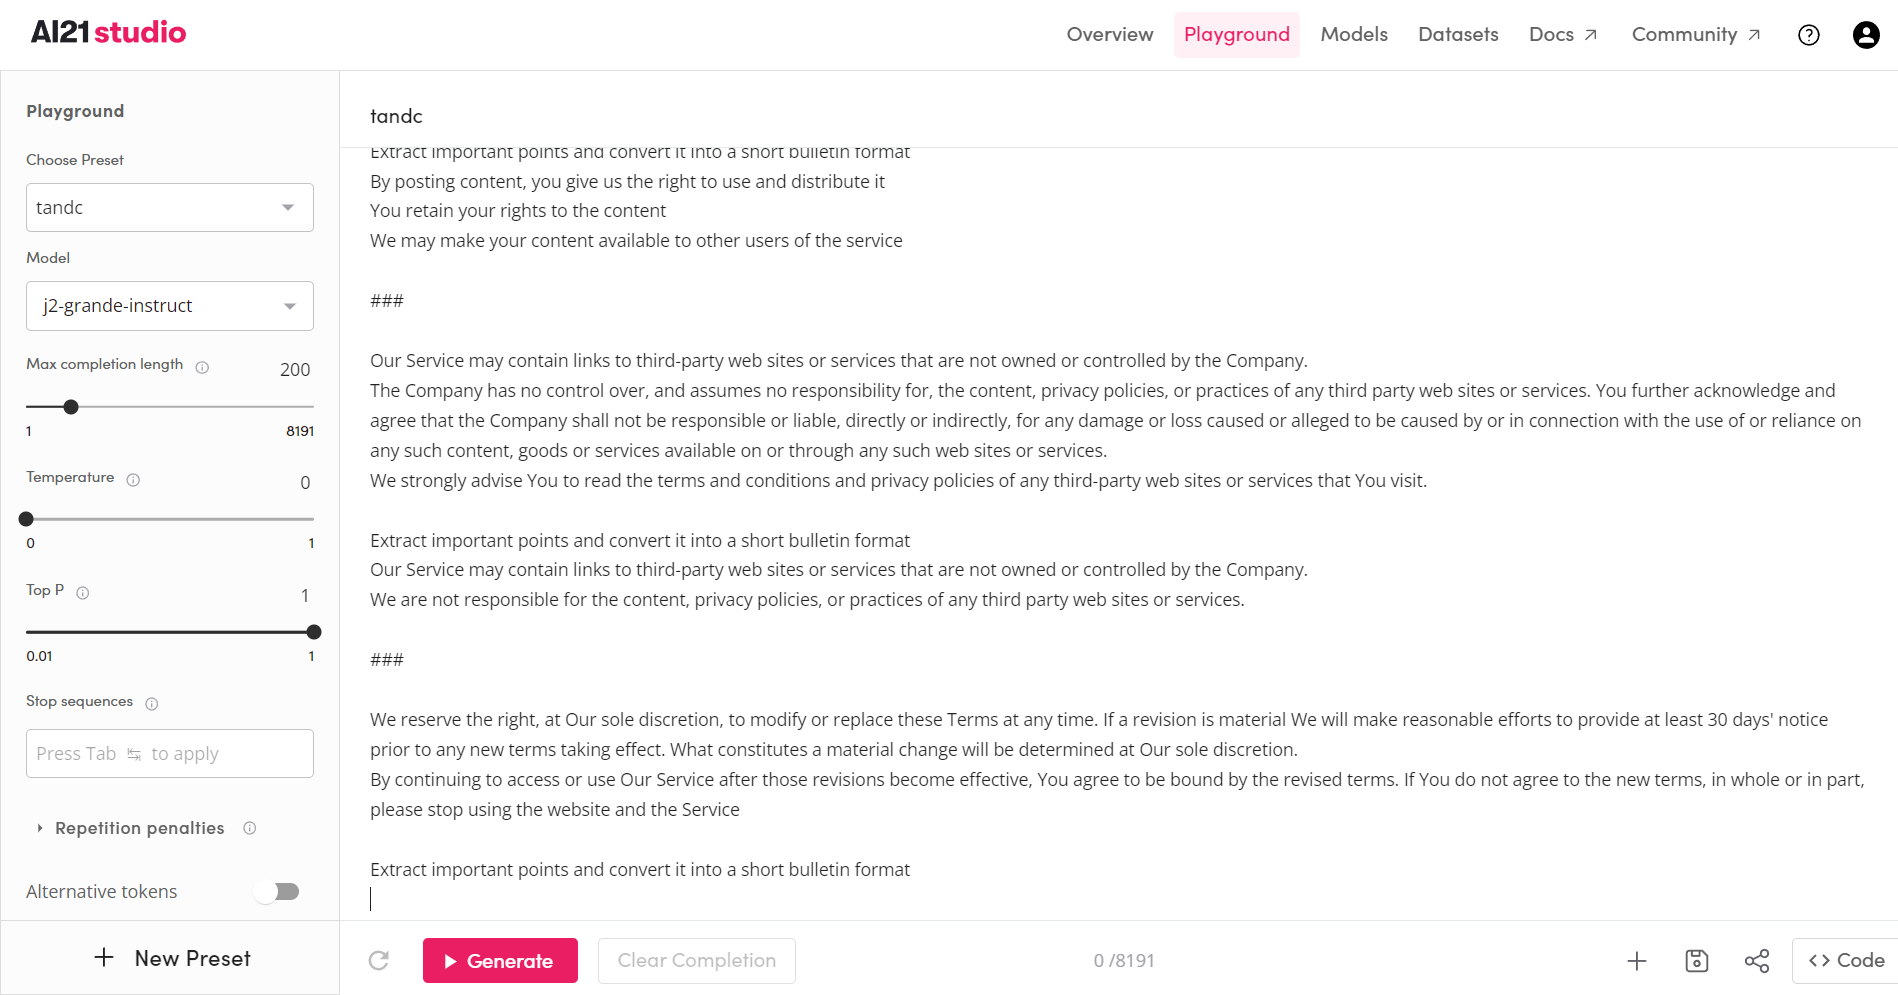 AI21 studio
Overview
Playground
Models
Datasets
Docs
Community
Playground
Choose Preset
tandc
Model
j2-grande-instruct
Max completion length
200
1
8191
Temperature
0
0
1
Top P
1
0.01
1
Stop sequences
Press Tab to apply
Repetition penalties
Alternative tokens
+ New Preset
tandc
Extract important points and convert it into a short bulletin format
By posting content, you give us the right to use and distribute it
You retain your rights to the content
We may make your content available to other users of the service
###
Our Service may contain links to third-party web sites or services that are not owned or controlled by the Company.
The Company has no control over, and assumes no responsibility for, the content, privacy policies, or practices of any third party web sites or services. You further acknowledge and
agree that the Company shall not be responsible or liable, directly or indirectly, for any damage or loss caused or alleged to be caused by or in connection with the use of or reliance on
any such content, goods or services available on or through any such web sites or services.
We strongly advise You to read the terms and conditions and privacy policies of any third-party web sites or services that You visit.
Extract important points and convert it into a short bulletin format
Our Service may contain links to third-party web sites or services that are not owned or controlled by the Company.
We are not responsible for the content, privacy policies, or practices of any third party web sites or services.
###
We reserve the right, at Our sole discretion, to modify or replace these Terms at any time. If a revision is material We will make reasonable efforts to provide at least 30 days' notice
prior to any new terms taking effect. What constitutes a material change will be determined at Our sole discretion.
By continuing to access or use Our Service after those revisions become effective, You agree to be bound by the revised terms. If You do not agree to the new terms, in whole or in part,
please stop using the website and the Service
Extract important points and convert it into a short bulletin format
Generate
Clear Completion
0 /8191
<> Code